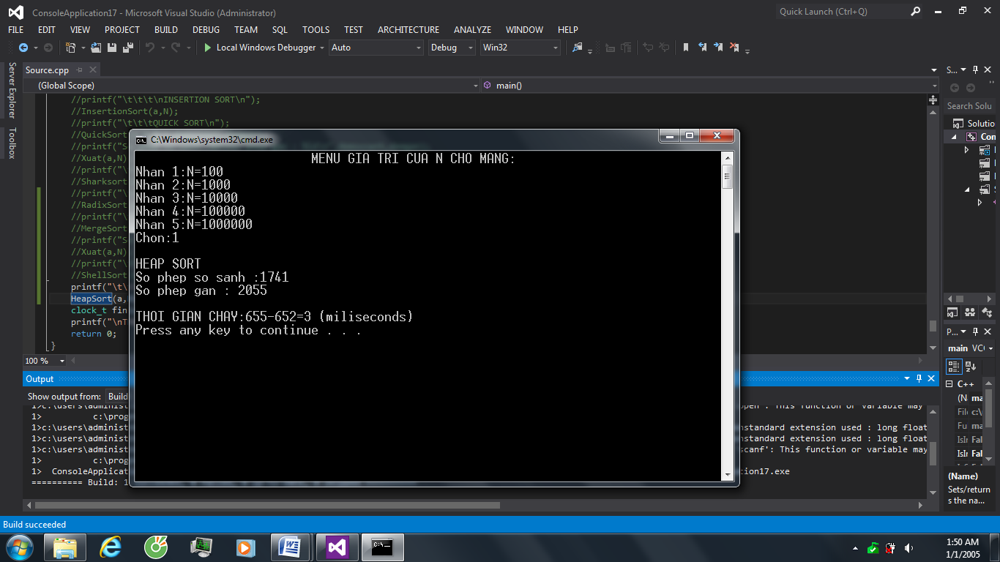 ConsoleApplication17 - Microsoft Visual Studio (Administrator)
Quick Launch (Ctrl+Q)
FILE EDIT VIEW PROJECT BUILD DEBUG TEAM SQL TOOLS TEST ARCHITECTURE ANALYZE WINDOW HELP
Local Windows Debugger Auto Debug Win32
Server Explorer
Toolbox
Source.cpp
(Global Scope) main()
//printf("\t\t\t\nINSERTION SORT\n");
//InsertionSort(a,N);
//printf("\t\t\tQUICK SORT\n");
//QuickSort
//printf("S
//Xuat(a,N)
//printf("\
//Sharksort
//printf("\
//RadixSort
//printf("\
//MergeSort
//printf("S
//Xuat(a,N)
//printf("\
//ShellSort
printf("\t\
HeapSort(a,
clock_t fin
printf("\nT
return 0;
}
100 %
C:\Windows\system32\cmd.exe
MENU GIA TRI CUA N CHO MANG:
Nhan 1:N=100
Nhan 2:N=1000
Nhan 3:N=10000
Nhan 4:N=100000
Nhan 5:N=1000000
Chon:1
HEAP SORT
So phep so sanh :1741
So phep gan : 2055
THOI GIAN CHAY:655-652=3 (miliseconds)
Press any key to continue . . .
S...
Search Solu
Solutio
Con
P...
main VC
C++
(N ma
File c:\
Fu ma
IsIr Fal
IsIr Fal
(Name)
Sets/return
s the na...
Output
Show output from: Build
1>c:\users\administ open': This function or variable may
1> c:\prog
1>c:\users\administ nstandard extension used : long float
1>c:\users\administ nstandard extension used : long float
1>c:\users\administ scanf': This function or variable may
1> c:\prog
1> ConsoleApplicat ion17.exe
========== Build: 1
Build succeeded
1:50 AM
1/1/2005